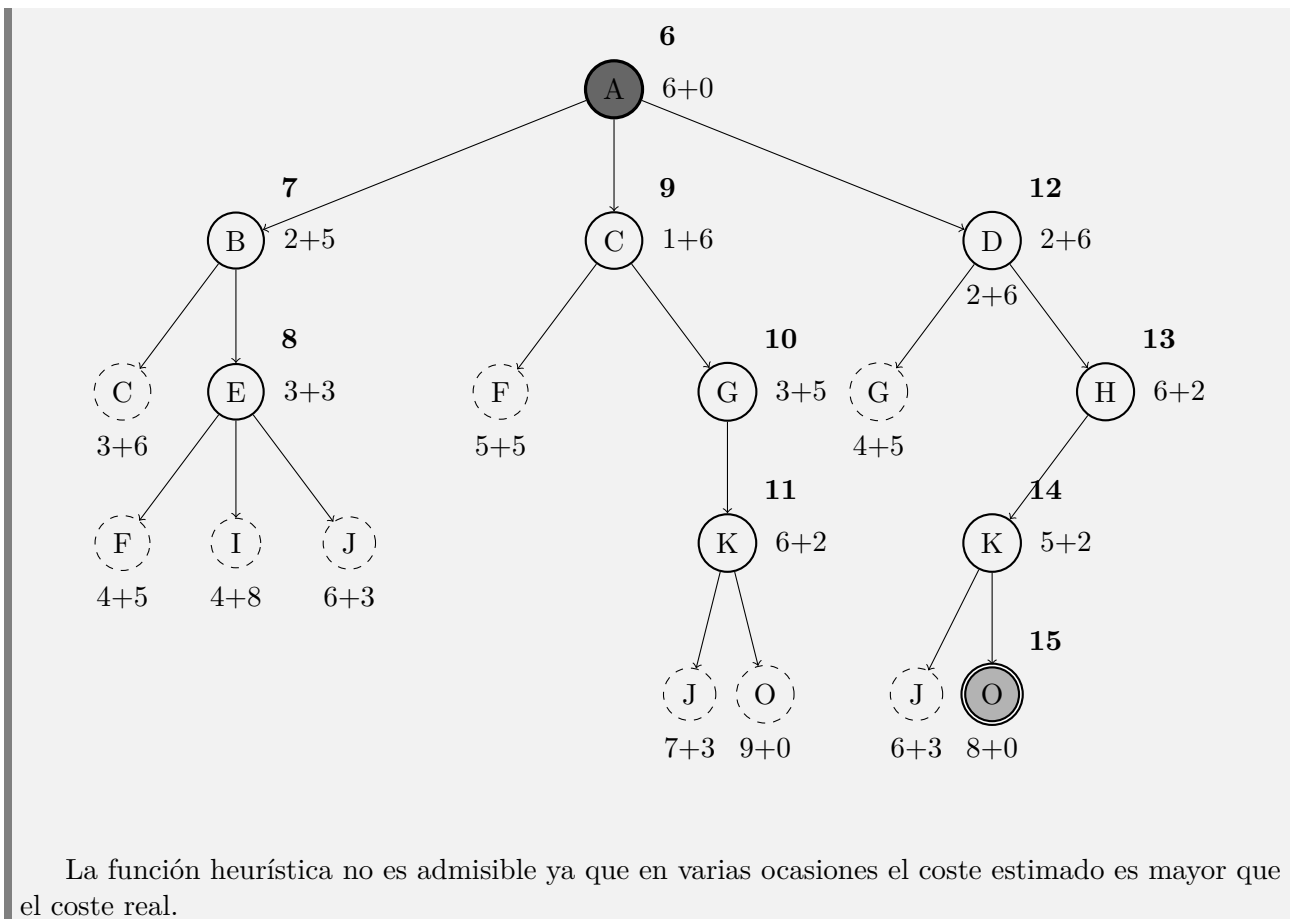 6
A 6+0
7 9 12
B 2+5 C 1+6 D 2+6
2+6
8 10 13
C E 3+3 F G 3+5 G H 6+2
3+6 5+5 4+5
11 14
F I J K 6+2 K 5+2
4+5 4+8 6+3
15
J O J O
7+3 9+0 6+3 8+0
La función heurística no es admisible ya que en varias ocasiones el coste estimado es mayor que
el coste real.